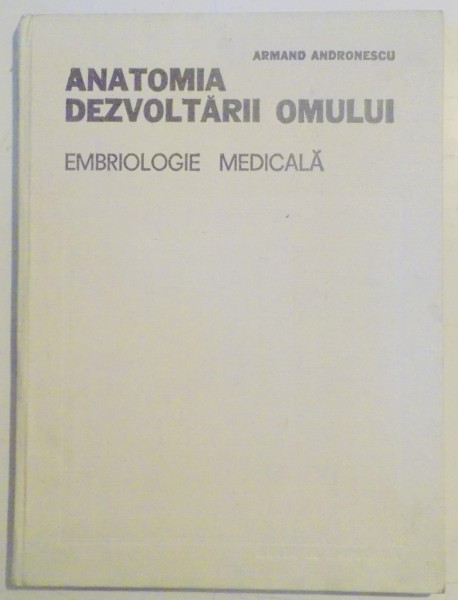 ARMAND ANDRONESCU
ANATOMIA
DEZVOLTĂRII OMULUI
EMBRIOLOGIE MEDICALĂ